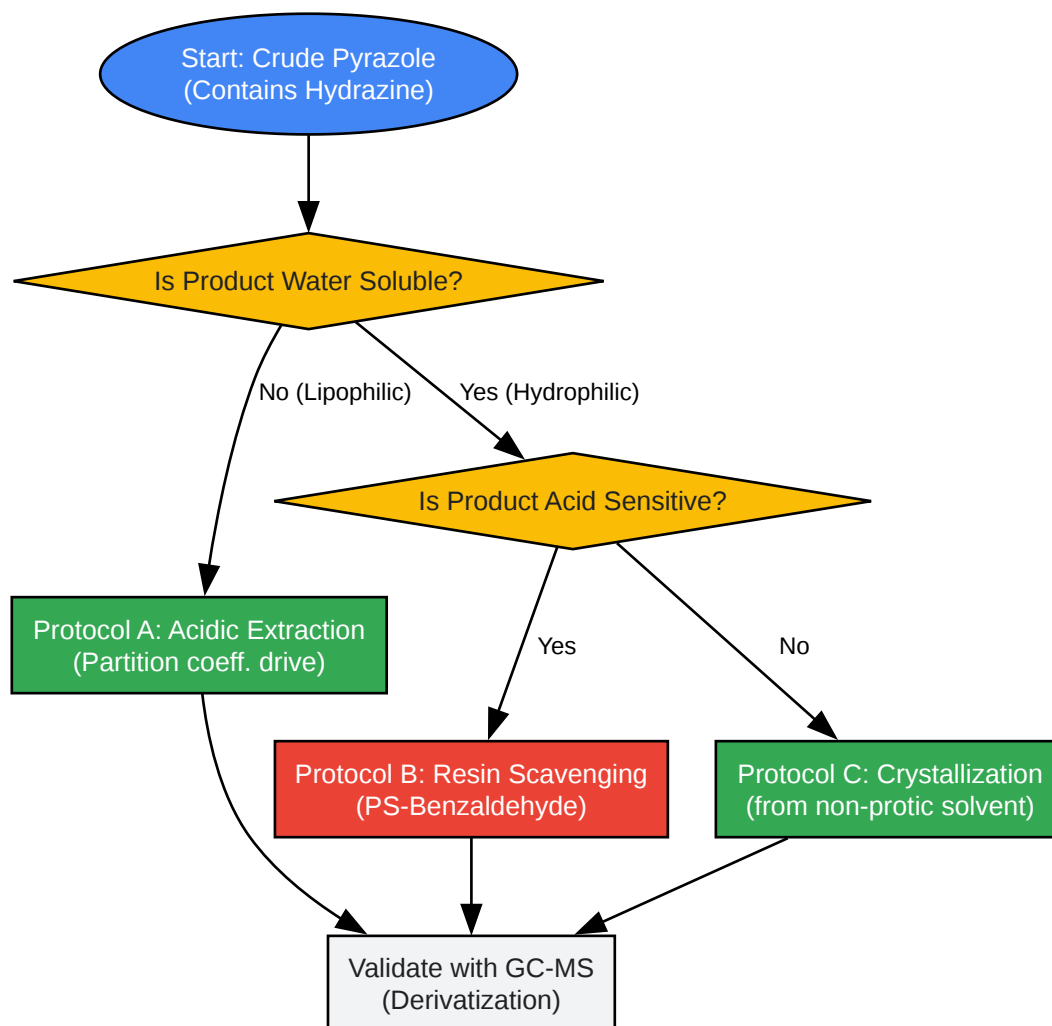 Start: Crude Pyrazole
(Contains Hydrazine)
Is Product Water Soluble?
No (Lipophilic)
Yes (Hydrophilic)
Is Product Acid Sensitive?
Protocol A: Acidic Extraction
(Partition coeff. drive)
Yes
No
Protocol B: Resin Scavenging
(PS-Benzaldehyde)
Protocol C: Crystallization
(from non-protic solvent)
Validate with GC-MS
(Derivatization)